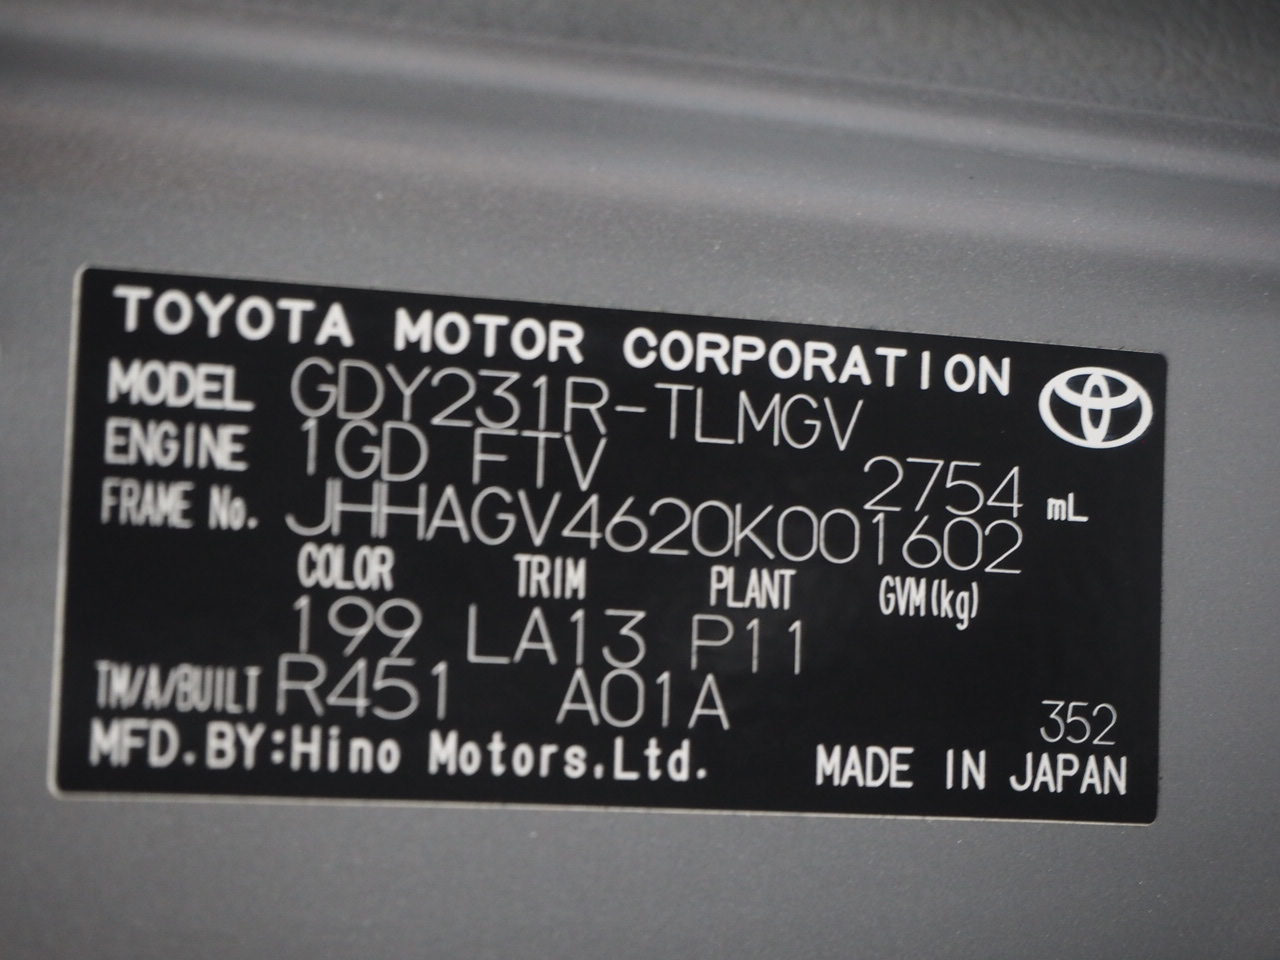 TOYOTA MOTOR CORPORATION
MODEL GDY231R-TLMGV
ENGINE 1GD FTV 2754 mL
FRAME No. JHHAGV4620K001602
COLOR TRIM PLANT GVM(kg)
199 LA13 P11
TM/A/BUILT R451 A01A 352
MFD.BY:Hino Motors.Ltd. MADE IN JAPAN